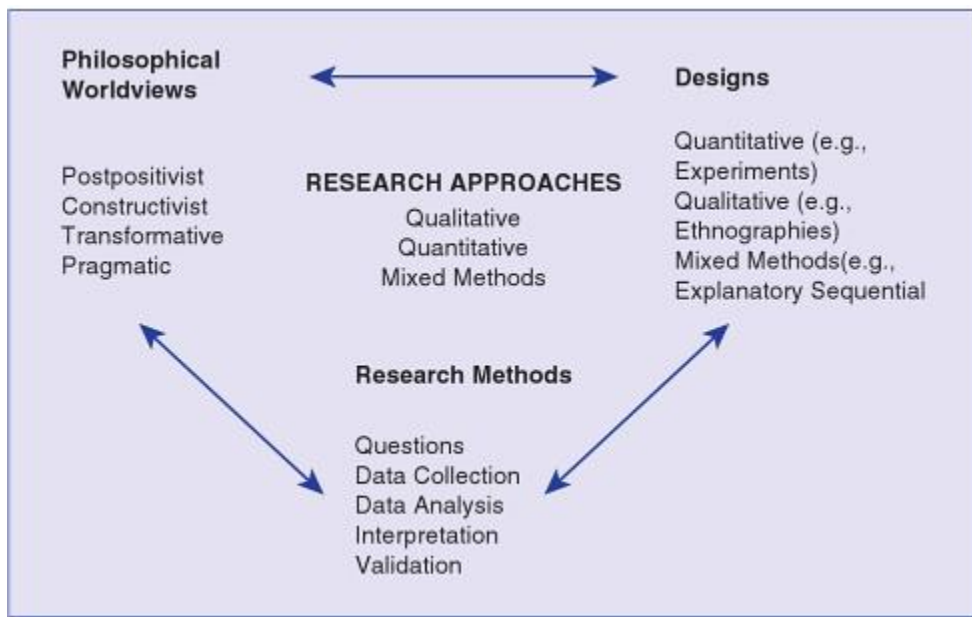 Philosophical
Worldviews
Postpositivist
Constructivist
Transformative
Pragmatic
RESEARCH APPROACHES
Qualitative
Quantitative
Mixed Methods
Designs
Quantitative (e.g.,
Experiments)
Qualitative (e.g.,
Ethnographies)
Mixed Methods(e.g.,
Explanatory Sequential
Research Methods
Questions
Data Collection
Data Analysis
Interpretation
Validation